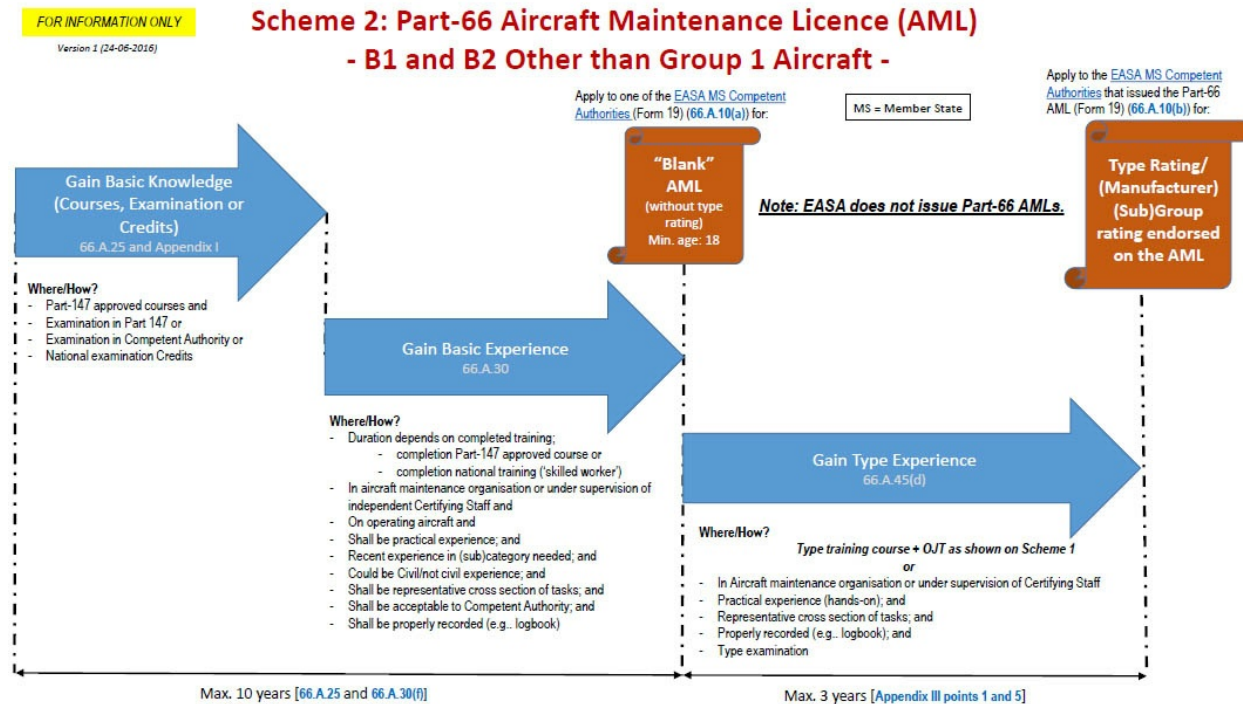 FOR INFORMATION ONLY
Version 1 (24-06-2016)
Scheme 2: Part-66 Aircraft Maintenance Licence (AML)
- B1 and B2 Other than Group 1 Aircraft -
Apply to one of the EASA MS Competent
Authorities (Form 19) (66.A.10(a)) for:
MS = Member State
Apply to the EASA MS Competent
Authorities that issued the Part-66
AML (Form 19) (66.A.10(b)) for:
“Blank”
AML
(without type
rating)
Min. age: 18
Note: EASA does not issue Part-66 AMLs.
Type Rating/
(Manufacturer)
(Sub)Group
rating endorsed
on the AML
Gain Basic Knowledge
(Courses, Examination or
Credits)
66.A.25 and Appendix I
Where/How?
- Part-147 approved courses and
- Examination in Part 147 or
- Examination in Competent Authority or
- National examination Credits
Gain Basic Experience
66.A.30
Where/How?
- Duration depends on completed training;
- completion Part-147 approved course or
- completion national training (‘skilled worker’)
- In aircraft maintenance organisation or under supervision of
independent Certifying Staff and
- On operating aircraft and
- Shall be practical experience; and
- Recent experience in (sub)category needed; and
- Could be Civil/not civil experience; and
- Shall be representative cross section of tasks; and
- Shall be acceptable to Competent Authority; and
- Shall be properly recorded (e.g.. logbook)
Gain Type Experience
66.A.45(d)
Where/How?
Type training course + OJT as shown on Scheme 1
or
- In Aircraft maintenance organisation or under supervision of Certifying Staff
- Practical experience (hands-on); and
- Representative cross section of tasks; and
- Properly recorded (e.g.. logbook); and
- Type examination
Max. 10 years [66.A.25 and 66.A.30(f)]
Max. 3 years [Appendix III points 1 and 5]